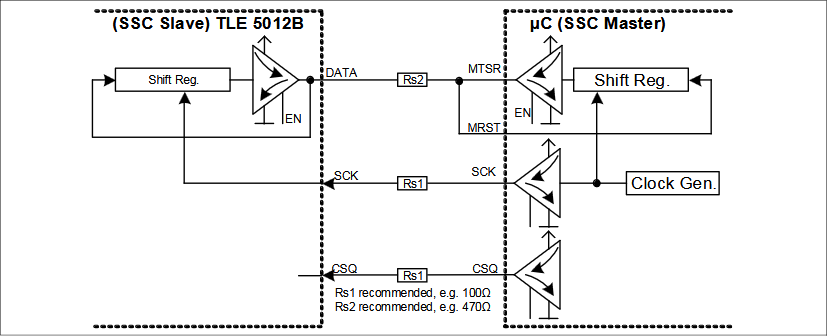 (SSC Slave) TLE 5012B
µC (SSC Master)
Shift Reg.
EN
DATA
Rs2
MTSR
EN
Shift Reg.
MRST
SCK
Rs1
SCK
Clock Gen.
CSQ
Rs1
CSQ
Rs1 recommended, e.g. 100Ω
Rs2 recommended, e.g. 470Ω